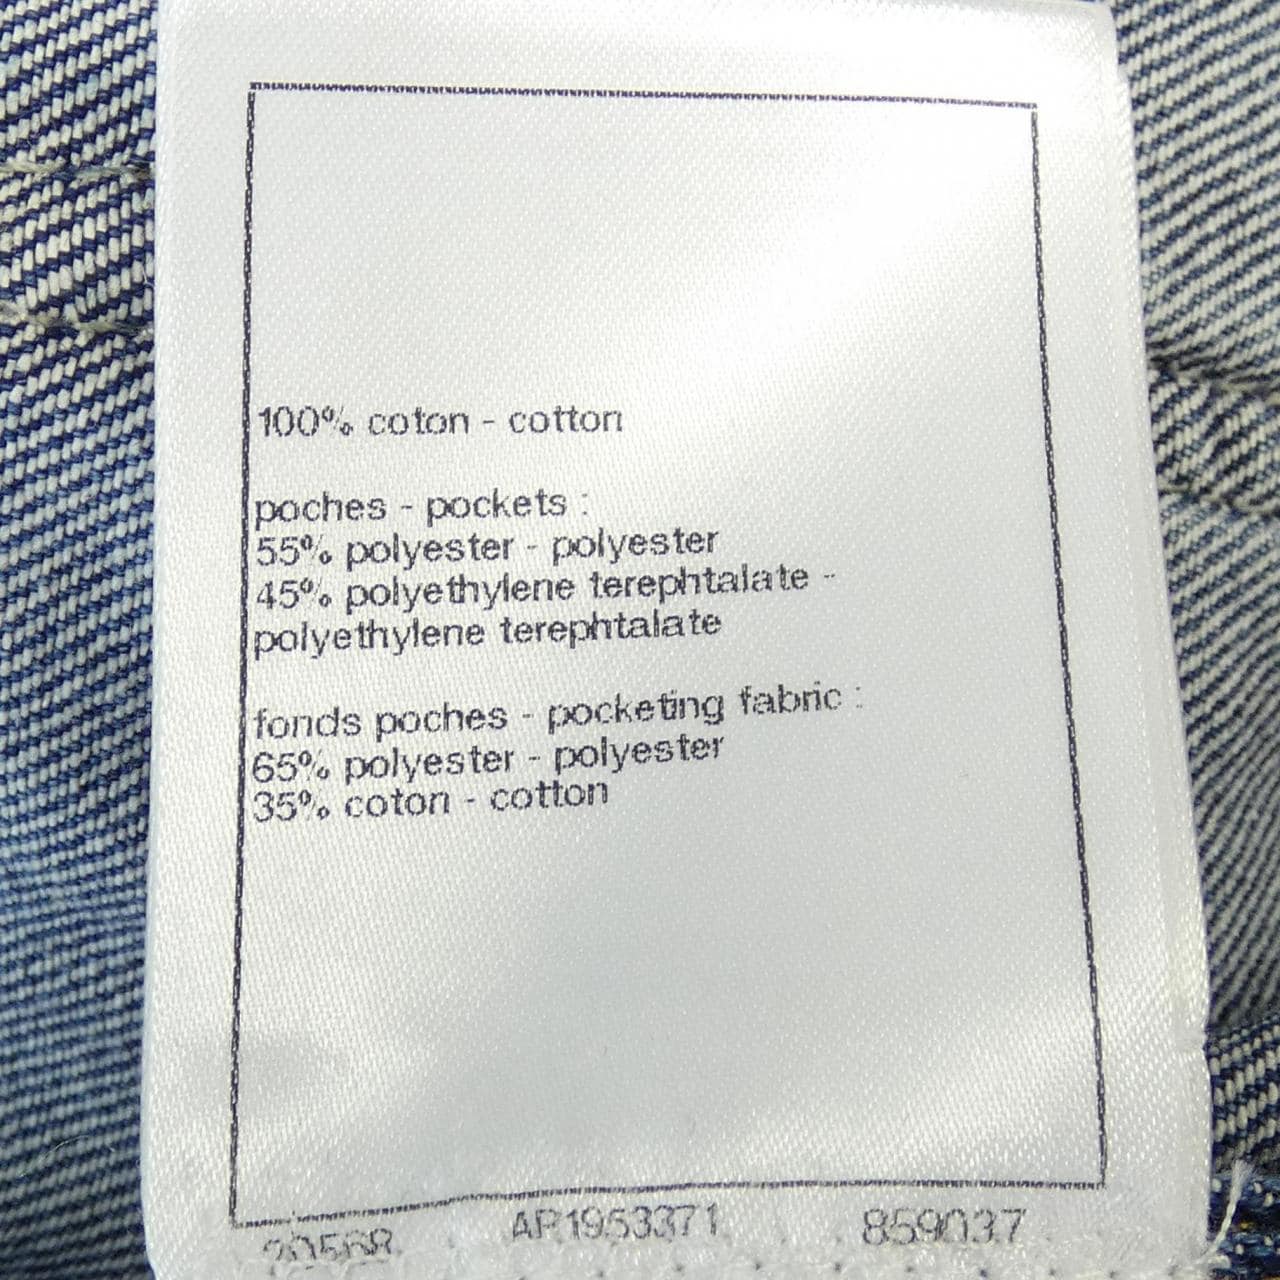 100% coton - cotton
poches - pockets :
55% polyester - polyester
45% polyethylene terephtalate -
polyethylene terephtalate
fonds poches - pocketing fabric :
65% polyester - polyester
35% coton - cotton
859037